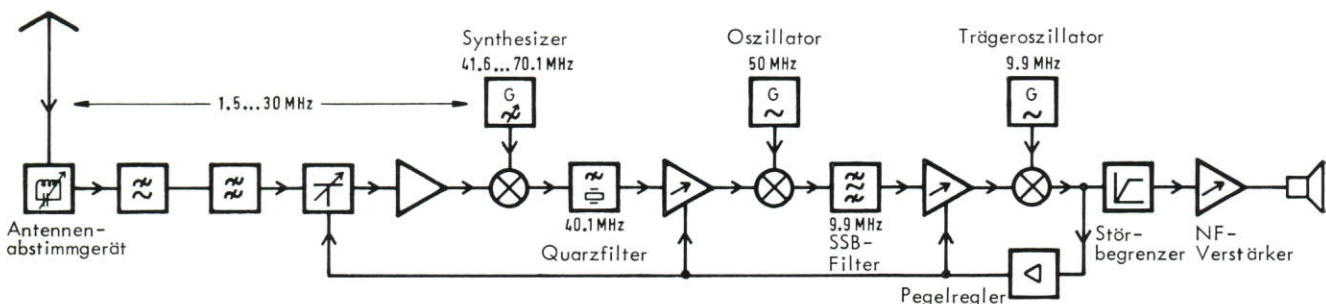 Synthesizer
41.6...70.1 MHz
G
Oszillator
50 MHz
G
Trägeroszillator
9.9 MHz
G
1.5...30 MHz
Antennen-
abstimmgerät
40.1 MHz
Quarzfilter
9.9 MHz
SSB-
Filter
Pegelregler
Stör-
begrenzer
NF-
Verstärker